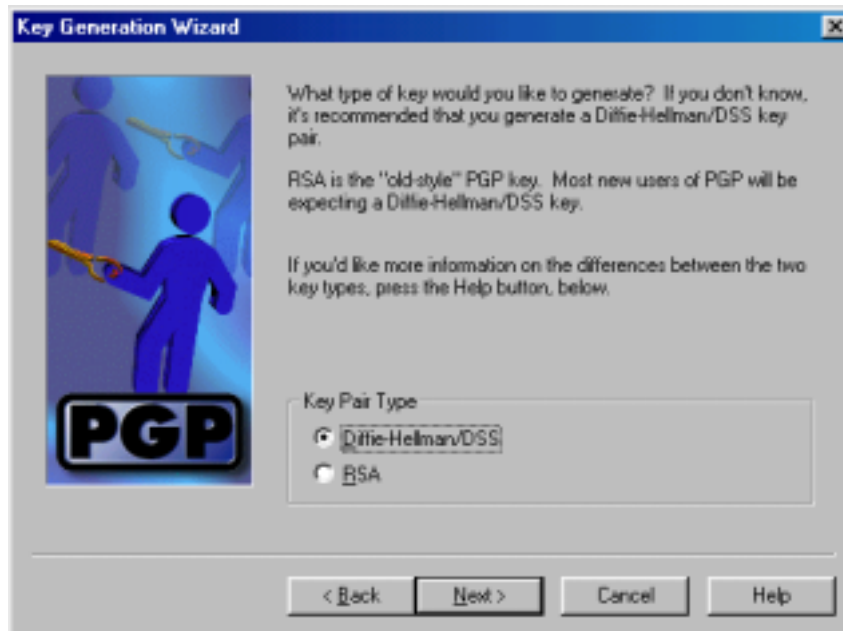 Key Generation Wizard
What type of key would you like to generate? If you don't know,
it's recommended that you generate a Diffie-Hellman/DSS key
pair.
RSA is the "old-style" PGP key. Most new users of PGP will be
expecting a Diffie-Hellman/DSS key.
If you'd like more information on the differences between the two
key types, press the Help button, below.
PGP
Key Pair Type
Diffie-Hellman/DSS
RSA
< Back Next > Cancel Help